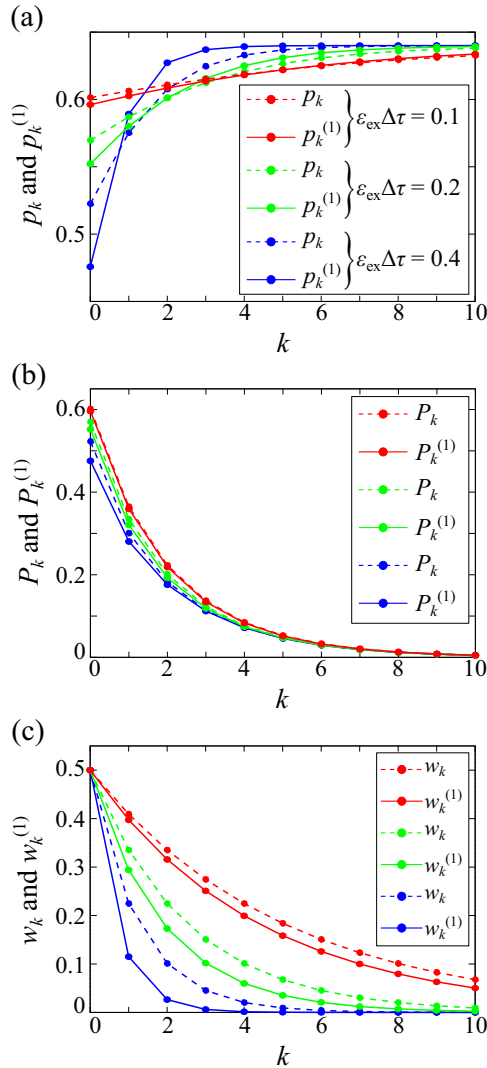 (a)
p_k and p_k^(1)
0.6
0.5
p_k
p_k^(1)
} ε_ex Δτ = 0.1
p_k
p_k^(1)
} ε_ex Δτ = 0.2
p_k
p_k^(1)
} ε_ex Δτ = 0.4
0 2 4 6 8 10
k
(b)
P_k and P_k^(1)
0.6
0.4
0.2
0
P_k
P_k^(1)
P_k
P_k^(1)
P_k
P_k^(1)
0 2 4 6 8 10
k
(c)
w_k and w_k^(1)
0.5
0.4
0.3
0.2
0.1
0
w_k
w_k^(1)
w_k
w_k^(1)
w_k
w_k^(1)
0 2 4 6 8 10
k